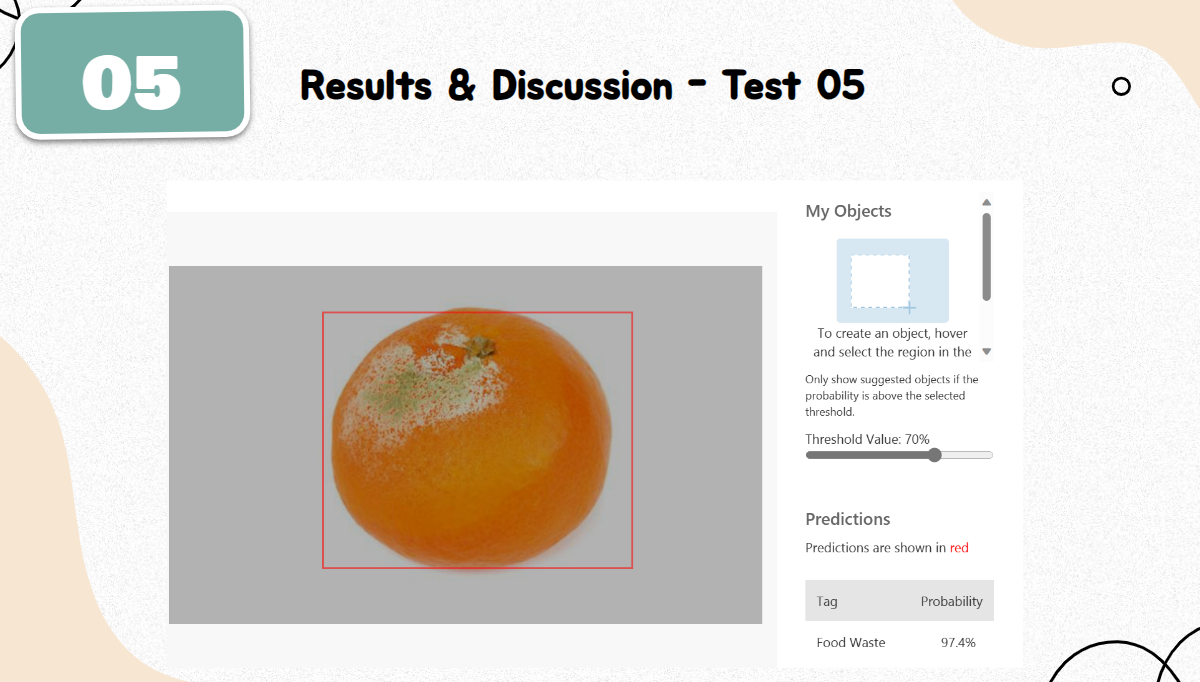 05
Results & Discussion - Test 05
My Objects
To create an object, hover
and select the region in the
Only show suggested objects if the
probability is above the selected
threshold.
Threshold Value: 70%
Predictions
Predictions are shown in red
Tag Probability
Food Waste 97.4%